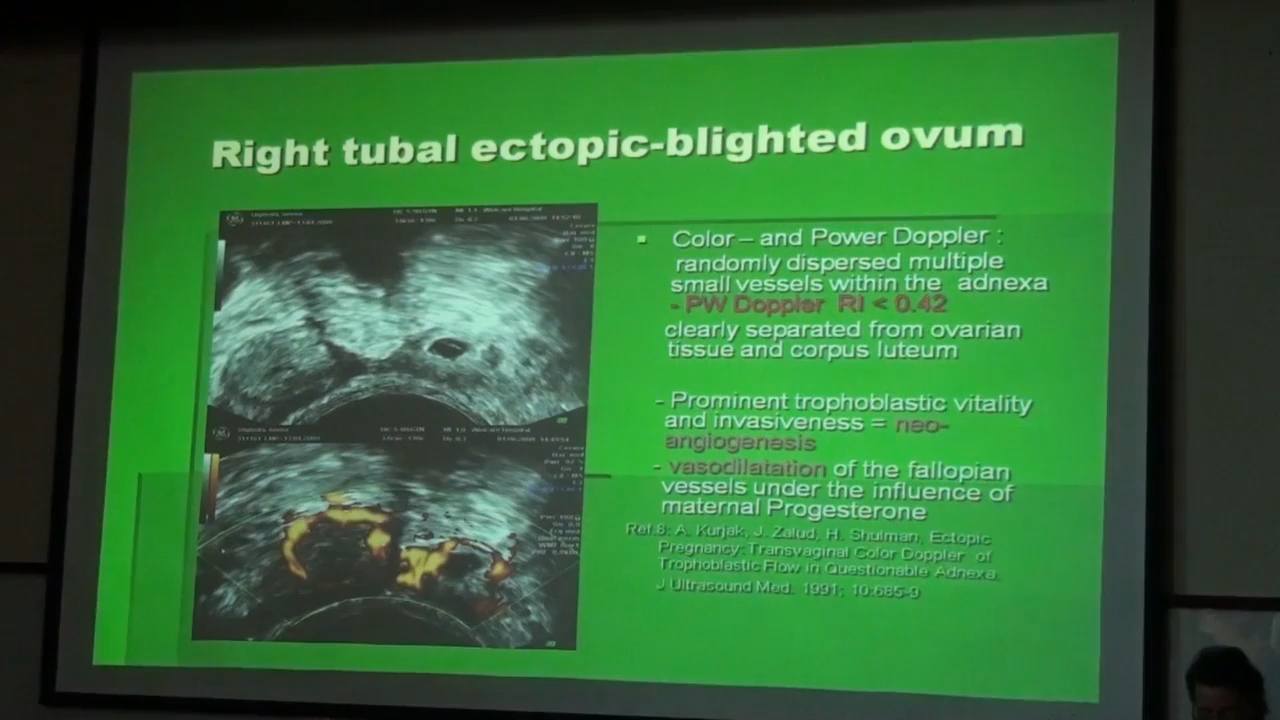 Right tubal ectopic-blighted ovum
Color – and Power Doppler :
randomly dispersed multiple
small vessels within the adnexa
- PW Doppler RI < 0.42
clearly separated from ovarian
tissue and corpus luteum
- Prominent trophoblastic vitality
and invasiveness = neo-
angiogenesis
- vasodilatation of the fallopian
vessels under the influence of
maternal Progesterone
Ref.8: A. Kurjak, J. Zalud, H. Shulman, Ectopic
Pregnancy: Transvaginal Color Doppler of
Trophoblastic Flow in Questionable Adnexa.
J Ultrasound Med. 1991; 10:685-9